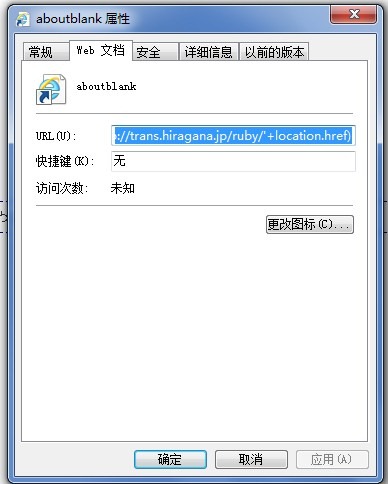 aboutblank 属性
常规 Web 文档 安全 详细信息 以前的版本
aboutblank
URL(U): ://trans.hiragana.jp/ruby/'+location.href)
快捷键(K): 无
访问次数: 未知
更改图标(C)...
确定 取消 应用(A)